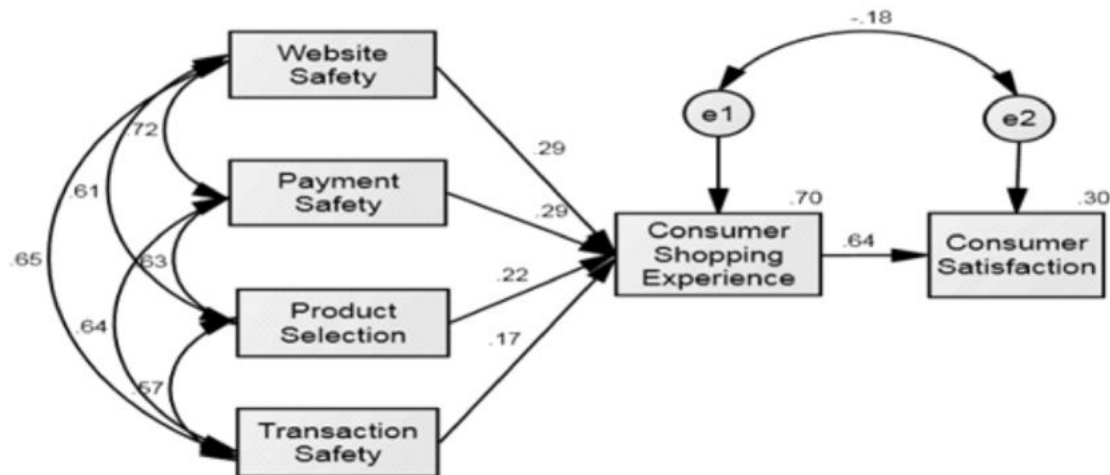 -.18
Website
Safety
e1
e2
.72
.29
Payment
Safety
.61
.29
.70
.30
Consumer
Shopping
Experience
.64
Consumer
Satisfaction
.65
.63
.22
Product
Selection
.64
.17
.57
Transaction
Safety